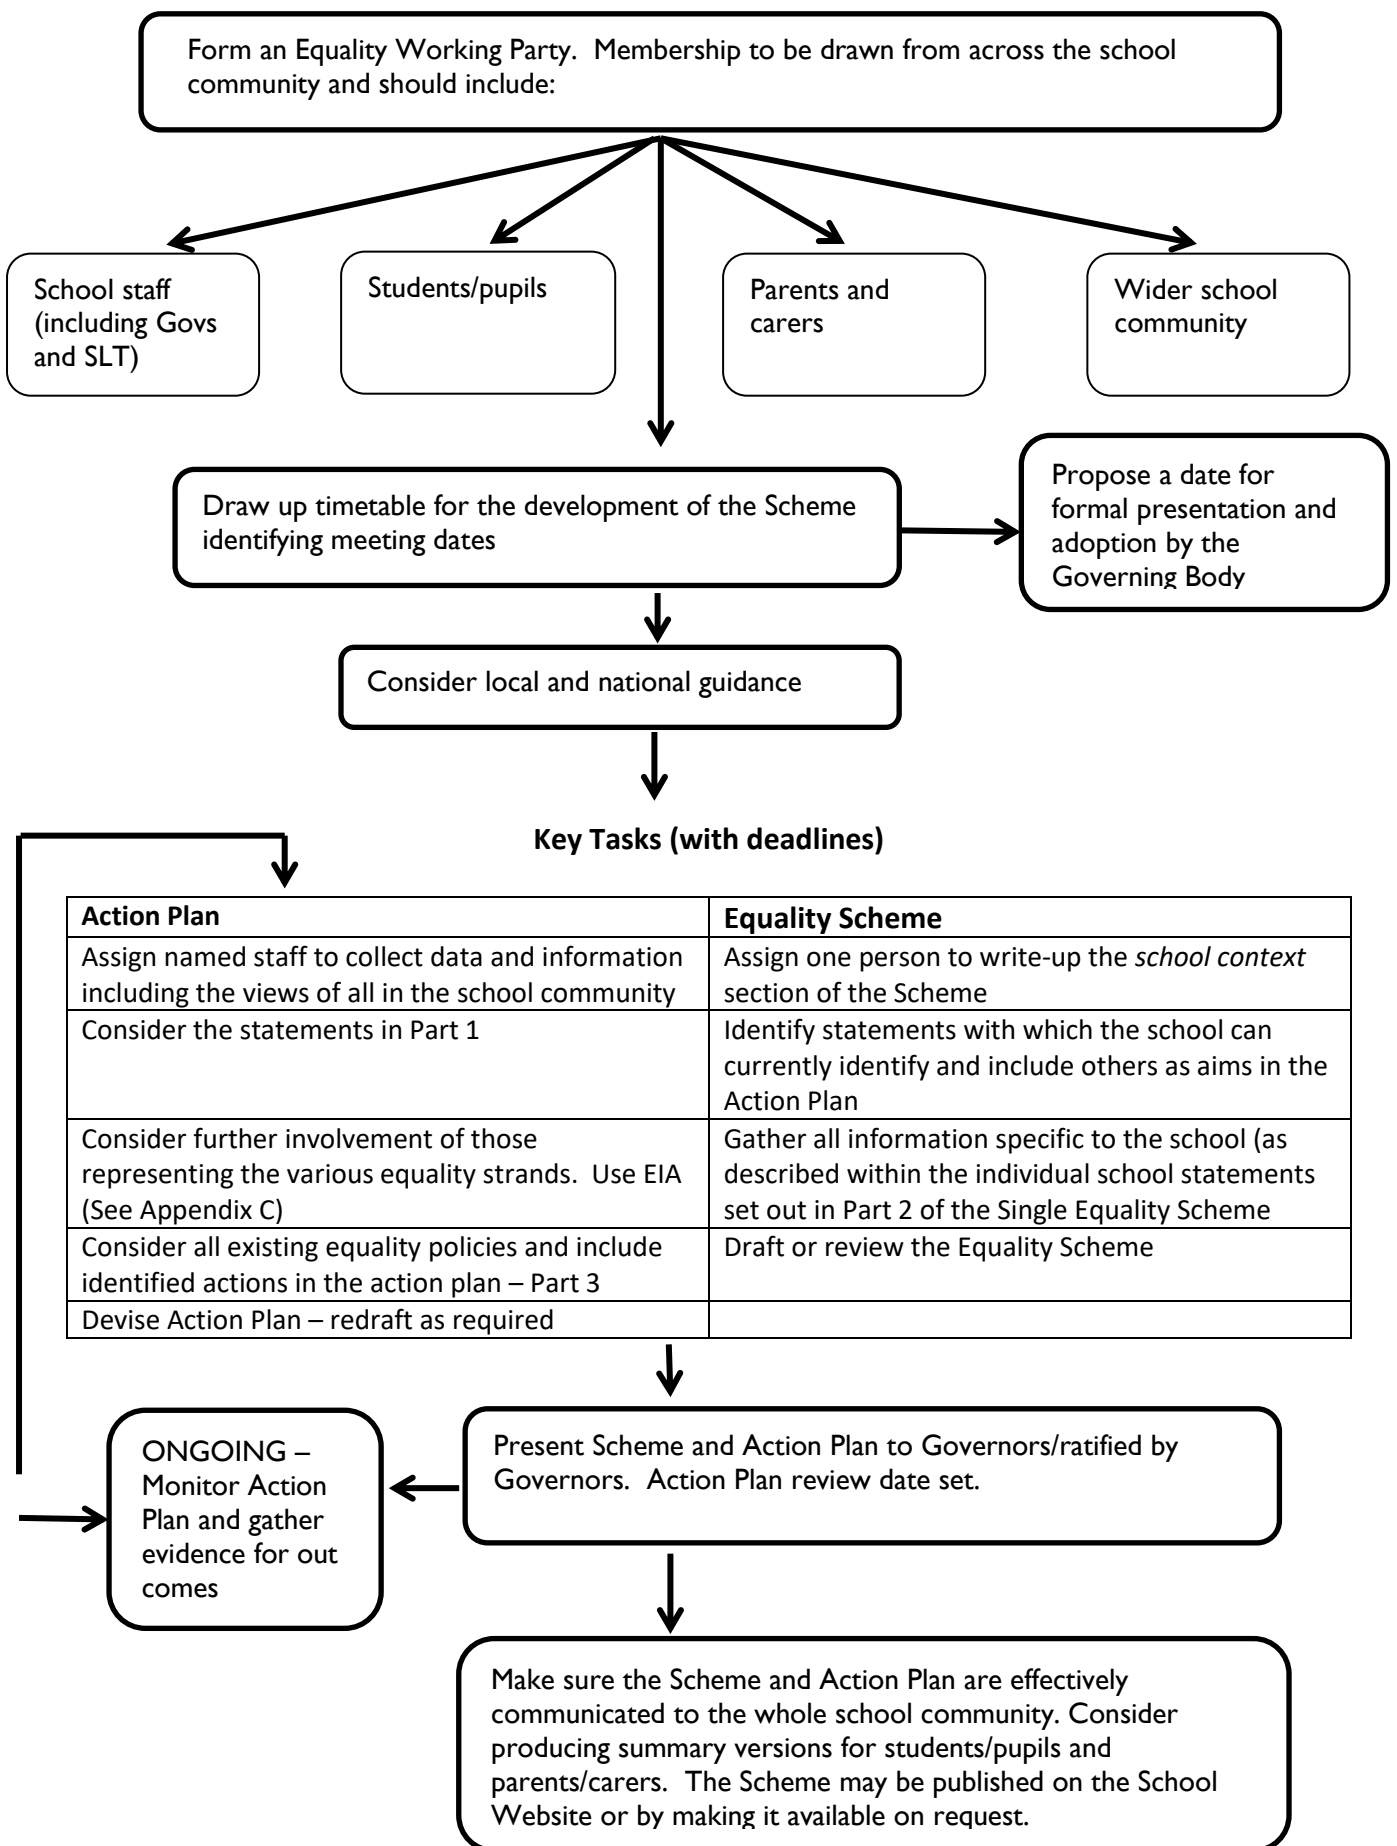 Form an Equality Working Party.  Membership to be drawn from across the school
community and should include:
School staff
(including Govs
and SLT)
Students/pupils
Parents and
carers
Wider school
community
Draw up timetable for the development of the Scheme
identifying meeting dates
Propose a date for
formal presentation and
adoption by the
Governing Body
Consider local and national guidance
Key Tasks (with deadlines)
Action Plan
Equality Scheme
Assign named staff to collect data and information
including the views of all in the school community
Assign one person to write-up the school context
section of the Scheme
Consider the statements in Part 1
Identify statements with which the school can
currently identify and include others as aims in the
Action Plan
Consider further involvement of those
representing the various equality strands.  Use EIA
(See Appendix C)
Gather all information specific to the school (as
described within the individual school statements
set out in Part 2 of the Single Equality Scheme
Consider all existing equality policies and include
identified actions in the action plan – Part 3
Draft or review the Equality Scheme
Devise Action Plan – redraft as required
ONGOING –
Monitor Action
Plan and gather
evidence for out
comes
Present Scheme and Action Plan to Governors/ratified by
Governors.  Action Plan review date set.
Make sure the Scheme and Action Plan are effectively
communicated to the whole school community. Consider
producing summary versions for students/pupils and
parents/carers.  The Scheme may be published on the School
Website or by making it available on request.